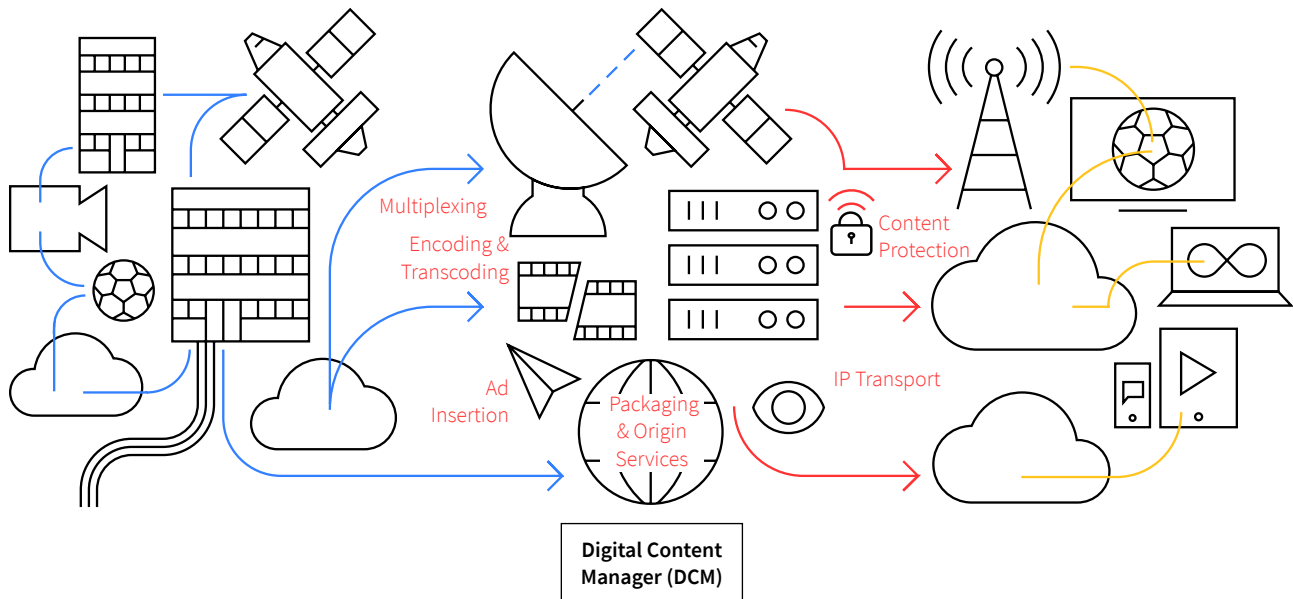 Multiplexing
Encoding &
Transcoding
Content
Protection
Ad
Insertion
Packaging
& Origin
Services
IP Transport
Digital Content
Manager (DCM)